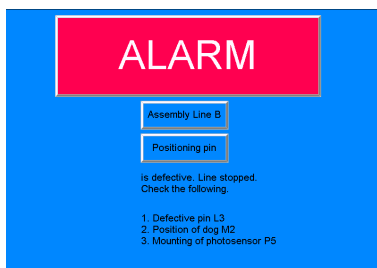 ALARM
Assembly Line B
Positioning pin
is defective. Line stopped.
Check the following.
1. Defective pin L3
2. Position of dog M2
3. Mounting of photosensor P5